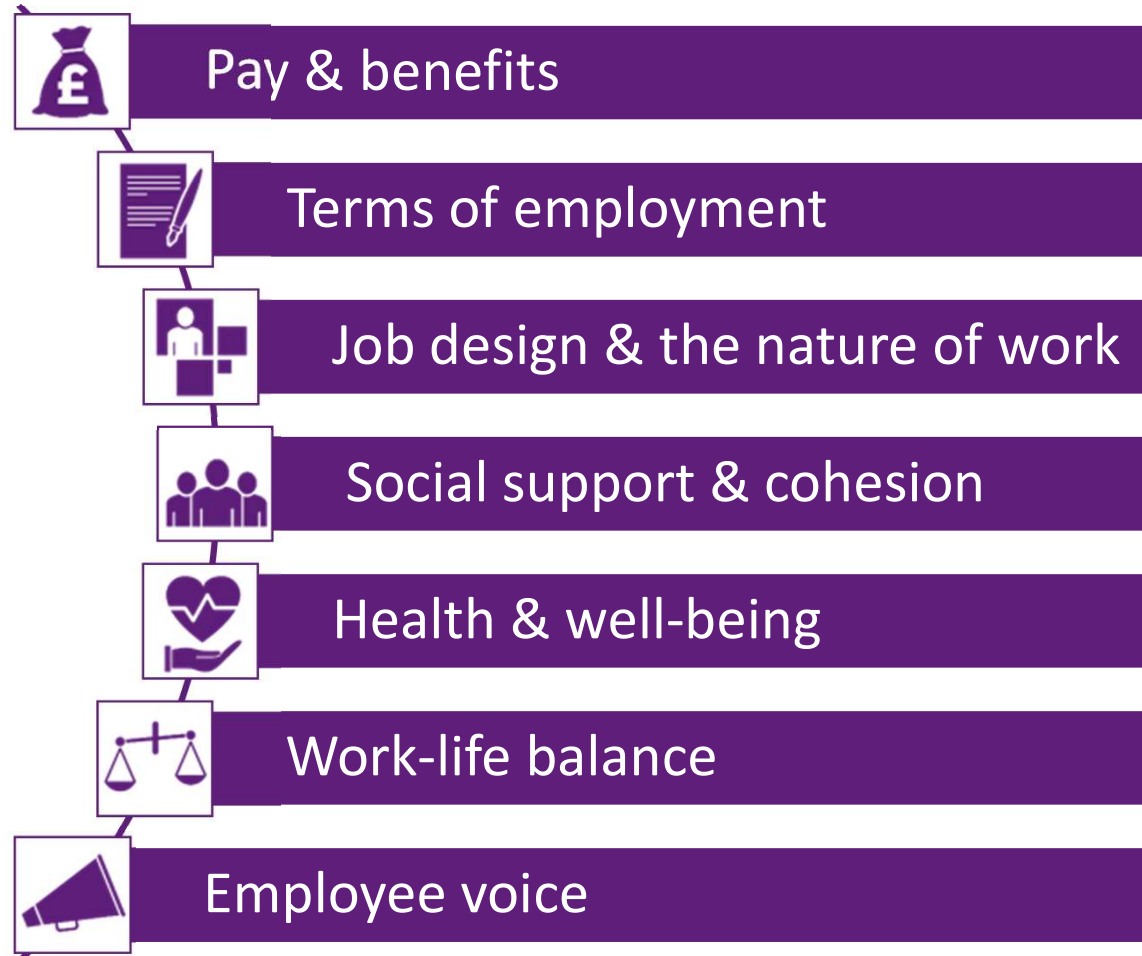 £
Pay & benefits
Terms of employment
Job design & the nature of work
Social support & cohesion
Health & well-being
Work-life balance
Employee voice